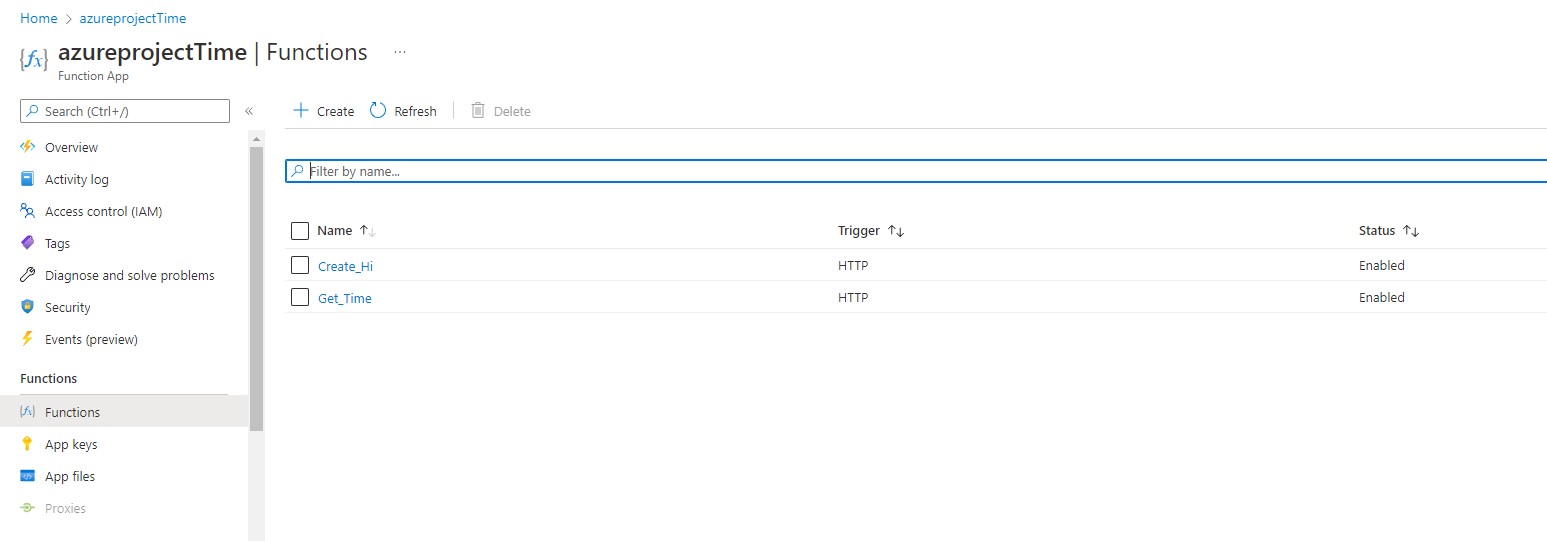 Home > azureprojectTime
azureprojectTime | Functions ...
Function App
Search (Ctrl+/) «
Overview
Activity log
Access control (IAM)
Tags
Diagnose and solve problems
Security
Events (preview)
Functions
Functions
App keys
App files
Proxies
Create Refresh Delete
Filter by name...
Name Trigger Status
Create_Hi HTTP Enabled
Get_Time HTTP Enabled